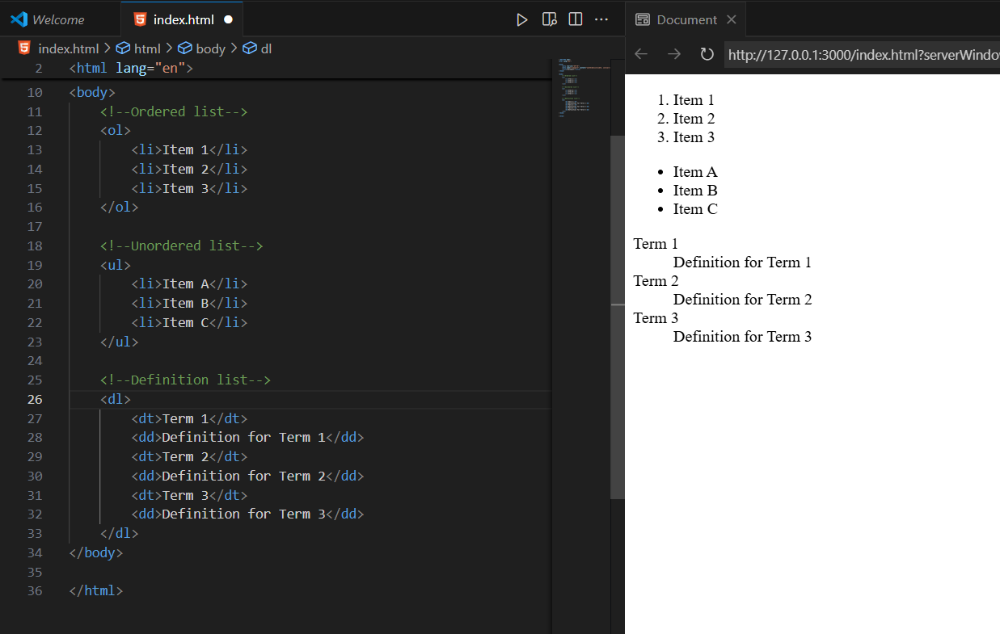 Welcome
index.html
index.html > html > body > dl
2 <html lang="en">
10 <body>
11 <!--Ordered list-->
12 <ol>
13 <li>Item 1</li>
14 <li>Item 2</li>
15 <li>Item 3</li>
16 </ol>
17
18 <!--Unordered list-->
19 <ul>
20 <li>Item A</li>
21 <li>Item B</li>
22 <li>Item C</li>
23 </ul>
24
25 <!--Definition list-->
26 <dl>
27 <dt>Term 1</dt>
28 <dd>Definition for Term 1</dd>
29 <dt>Term 2</dt>
30 <dd>Definition for Term 2</dd>
31 <dt>Term 3</dt>
32 <dd>Definition for Term 3</dd>
33 </dl>
34 </body>
35
36 </html>
Document
http://127.0.0.1:3000/index.html?serverWindo
1. Item 1
2. Item 2
3. Item 3
• Item A
• Item B
• Item C
Term 1
Definition for Term 1
Term 2
Definition for Term 2
Term 3
Definition for Term 3